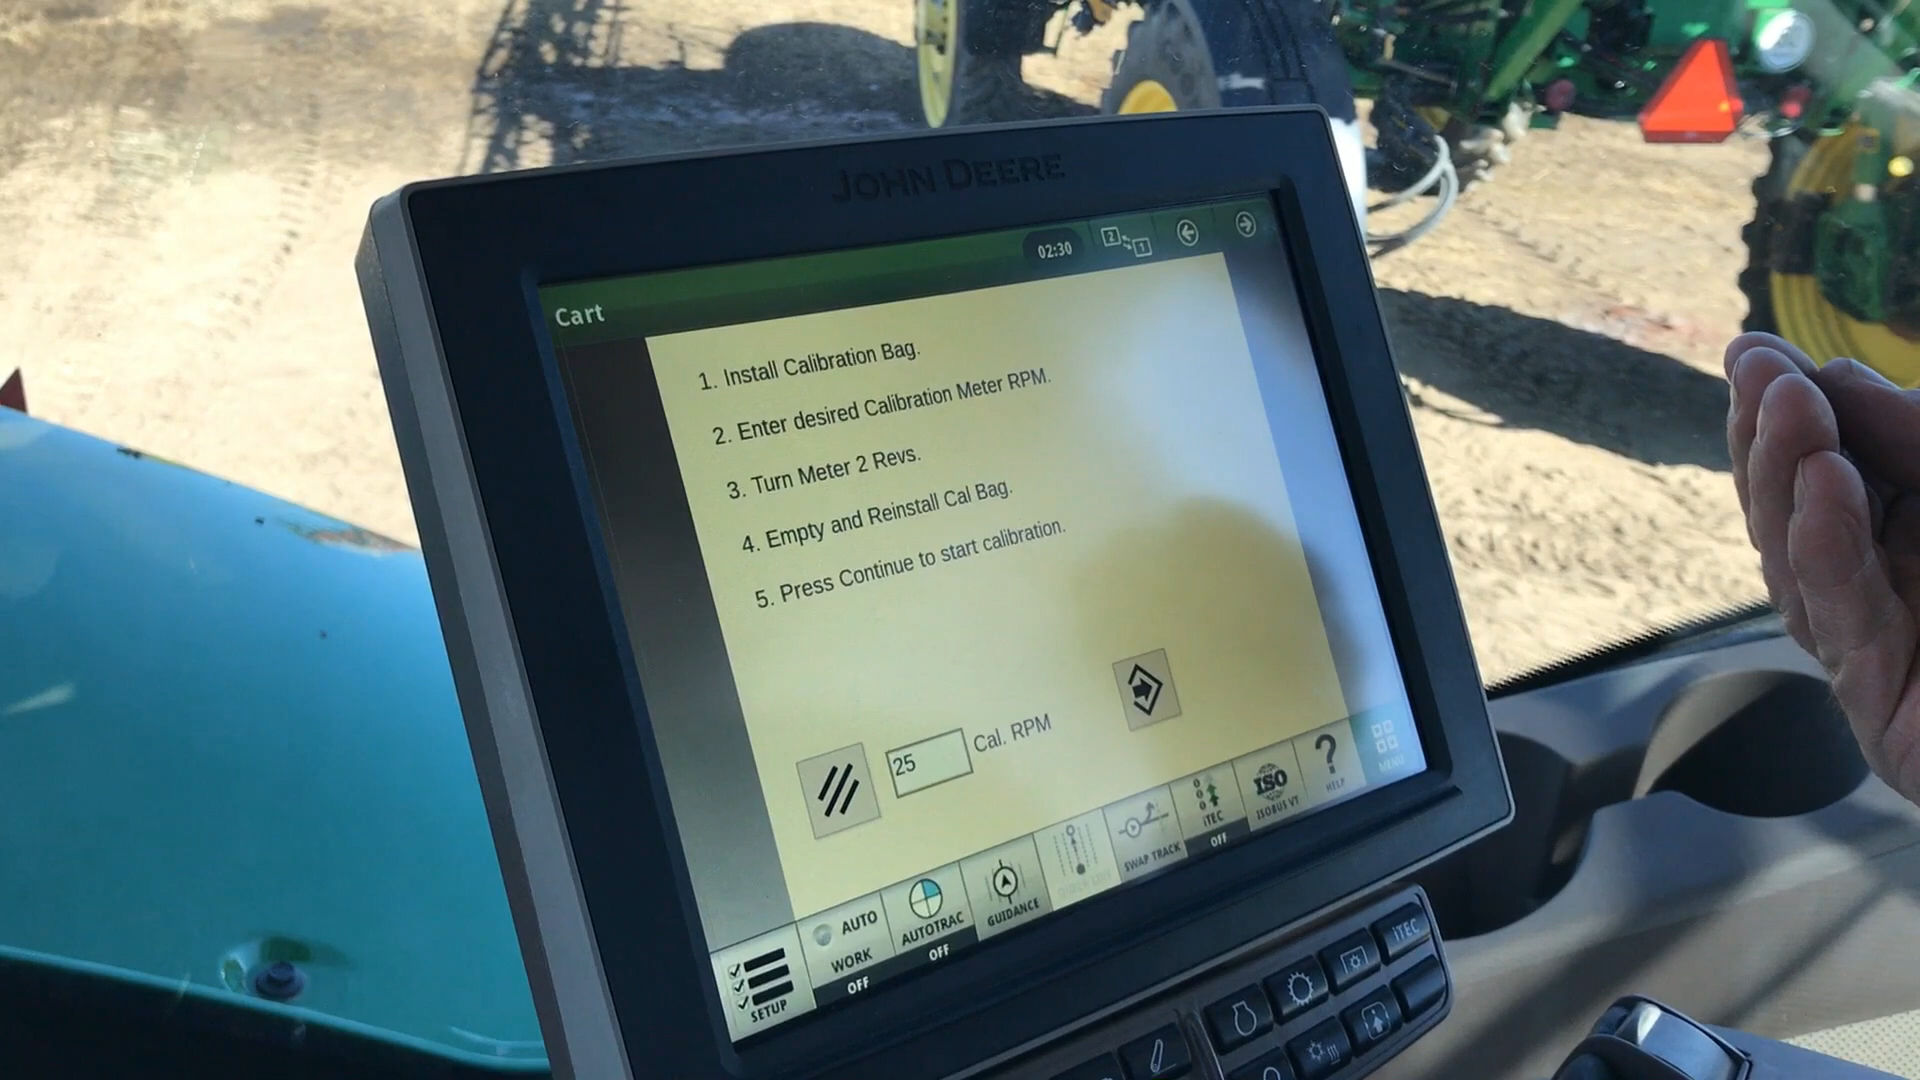 JOHN DEERE
02:30
2
1
Cart
1. Install Calibration Bag.
2. Enter desired Calibration Meter RPM.
3. Turn Meter 2 Revs.
4. Empty and Reinstall Cal Bag.
5. Press Continue to start calibration.
25
Cal. RPM
SETUP
AUTO
WORK
OFF
AUTOTRAC
OFF
GUIDANCE
SWAP TRACK
iTEC
OFF
ISO
ISOBUS VT
?
HELP
MENU
iTEC